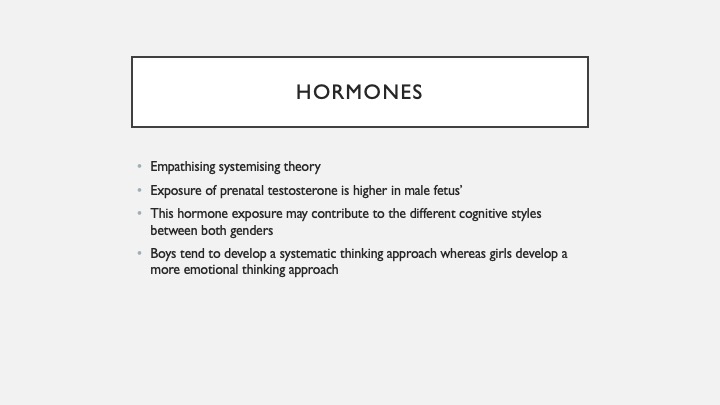 HORMONES
• Empathising systemising theory
• Exposure of prenatal testosterone is higher in male fetus’
• This hormone exposure may contribute to the different cognitive styles
between both genders
• Boys tend to develop a systematic thinking approach whereas girls develop a
more emotional thinking approach